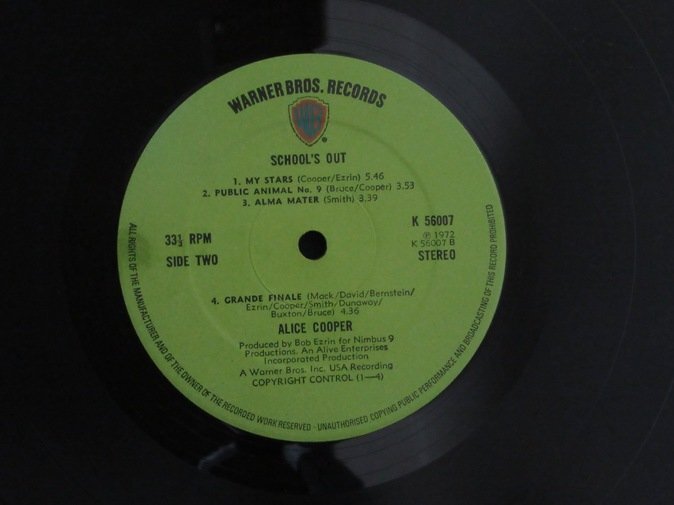 WARNER BROS. RECORDS
SCHOOL'S OUT
1. MY STARS (Cooper/Ezrin) 5.46
2. PUBLIC ANIMAL No. 9 (Bruce/Cooper) 3.53
3. ALMA MATER (Smith) 3.39
33⅓ RPM
SIDE TWO
K 56007
℗ 1972
K 56007 B
STEREO
4. GRANDE FINALE (Mack/David/Bernstein/
Ezrin/Cooper/Smith/Dunaway/
Buxton/Bruce) 4.36
ALICE COOPER
Produced by Bob Ezrin for Nimbus 9
Productions. An Alive Enterprises
Incorporated Production
A Warner Bros. Inc. USA Recording
COPYRIGHT CONTROL (1—4)
ALL RIGHTS OF THE MANUFACTURER AND OF THE OWNER OF THE RECORDED WORK RESERVED · UNAUTHORISED COPYING PUBLIC PERFORMANCE AND BROADCASTING OF THIS RECORD PROHIBITED